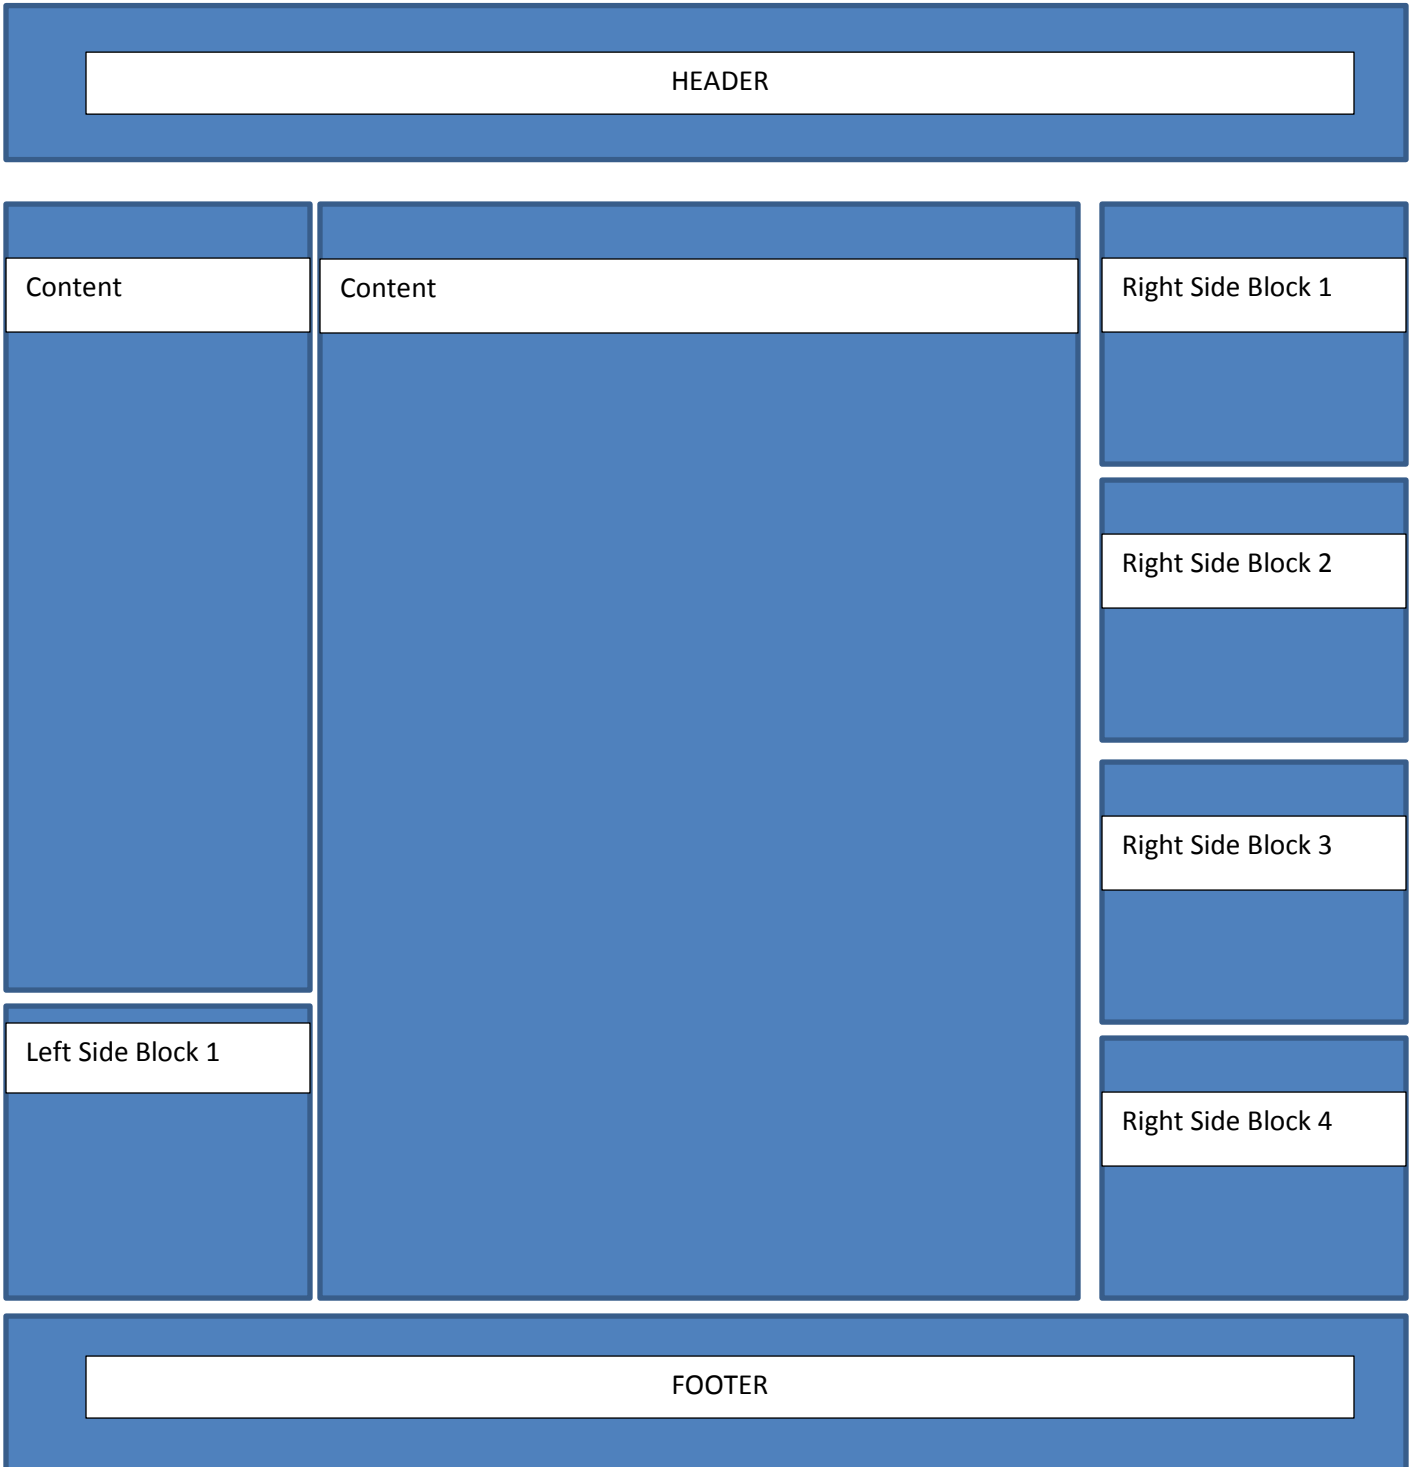 HEADER
Content
Content
Right Side Block 1
Right Side Block 2
Right Side Block 3
Left Side Block 1
Right Side Block 4
FOOTER